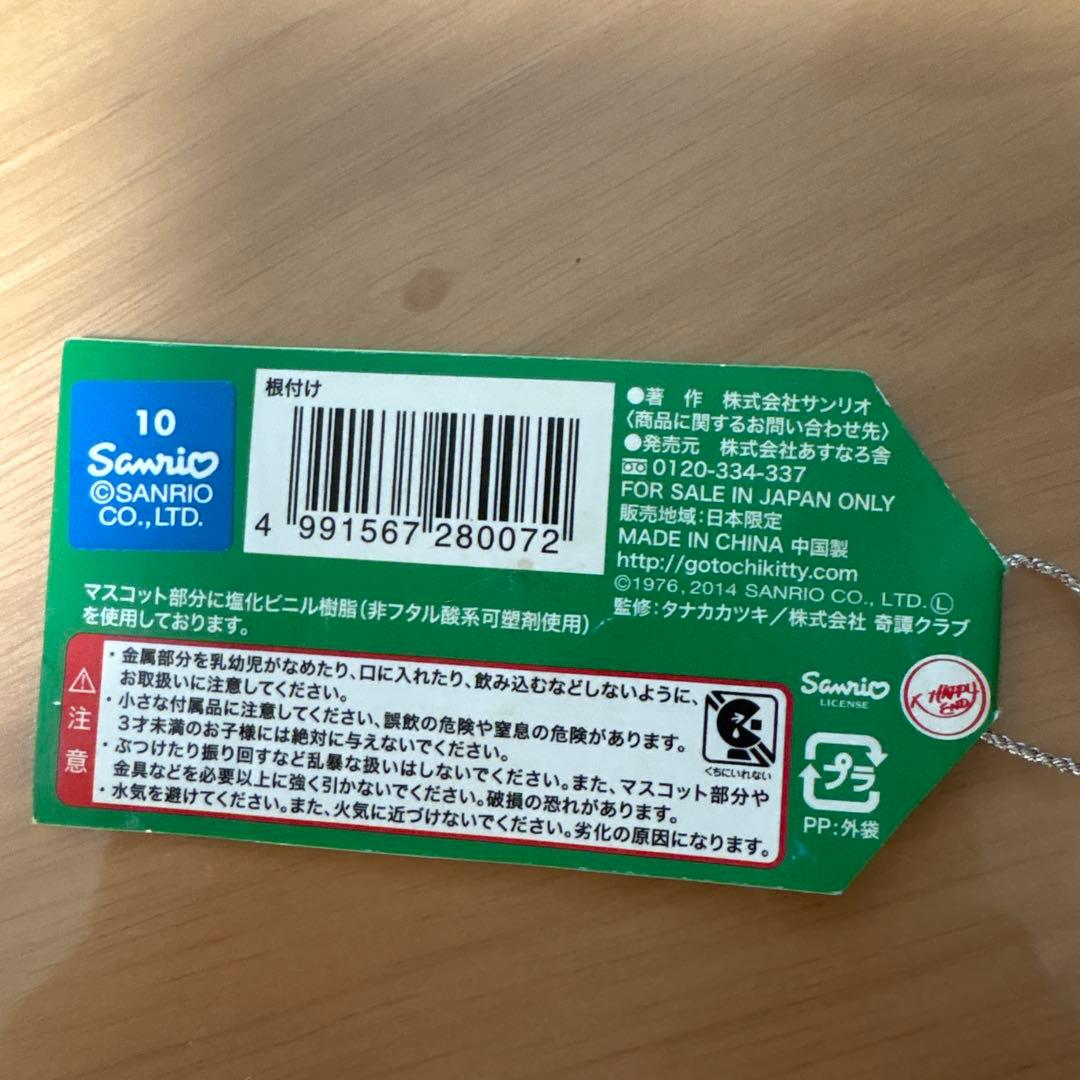 10
Sanrio
©SANRIO
CO., LTD.
根付け
4 991567 280072
●著 作 株式会社サンリオ
〈商品に関するお問い合わせ先〉
●発売元 株式会社あすなろ舎
0120-334-337
FOR SALE IN JAPAN ONLY
販売地域:日本限定
MADE IN CHINA 中国製
http://gotochikitty.com
©1976, 2014 SANRIO CO., LTD. Ⓛ
監修:タナカカツキ/株式会社 奇譚クラブ
マスコット部分に塩化ビニル樹脂(非フタル酸系可塑剤使用)
を使用しております。
注意
・金属部分を乳幼児がなめたり、口に入れたり、飲み込むなどしないように、
お取扱いに注意してください。
・小さな付属品に注意してください、誤飲の危険や窒息の危険があります。
3才未満のお子様には絶対に与えないでください。
・ぶつけたり振り回すなど乱暴な扱いはしないでください。また、マスコット部分や
金具などを必要以上に強く引かないでください。破損の恐れがあります。
・水気を避けてください。また、火気に近づけないでください。劣化の原因になります。
くちにいれない
Sanrio
LICENSE
HAPPY
END
プラ
PP:外袋